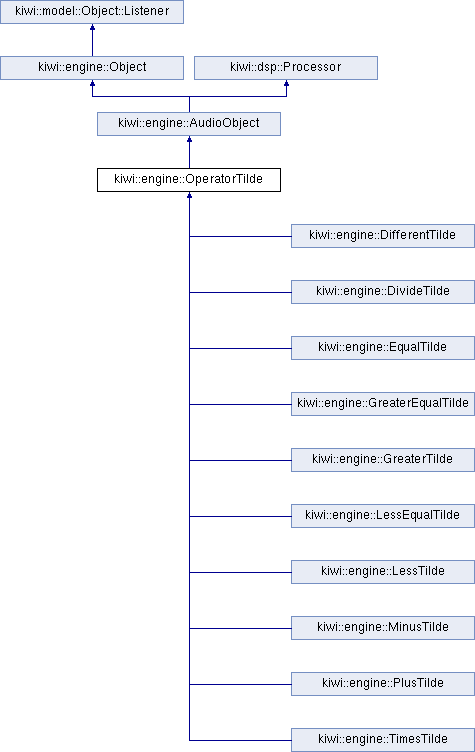 kiwi::model::Object::Listener
kiwi::engine::Object
kiwi::dsp::Processor
kiwi::engine::AudioObject
kiwi::engine::OperatorTilde
kiwi::engine::DifferentTilde
kiwi::engine::DivideTilde
kiwi::engine::EqualTilde
kiwi::engine::GreaterEqualTilde
kiwi::engine::GreaterTilde
kiwi::engine::LessEqualTilde
kiwi::engine::LessTilde
kiwi::engine::MinusTilde
kiwi::engine::PlusTilde
kiwi::engine::TimesTilde